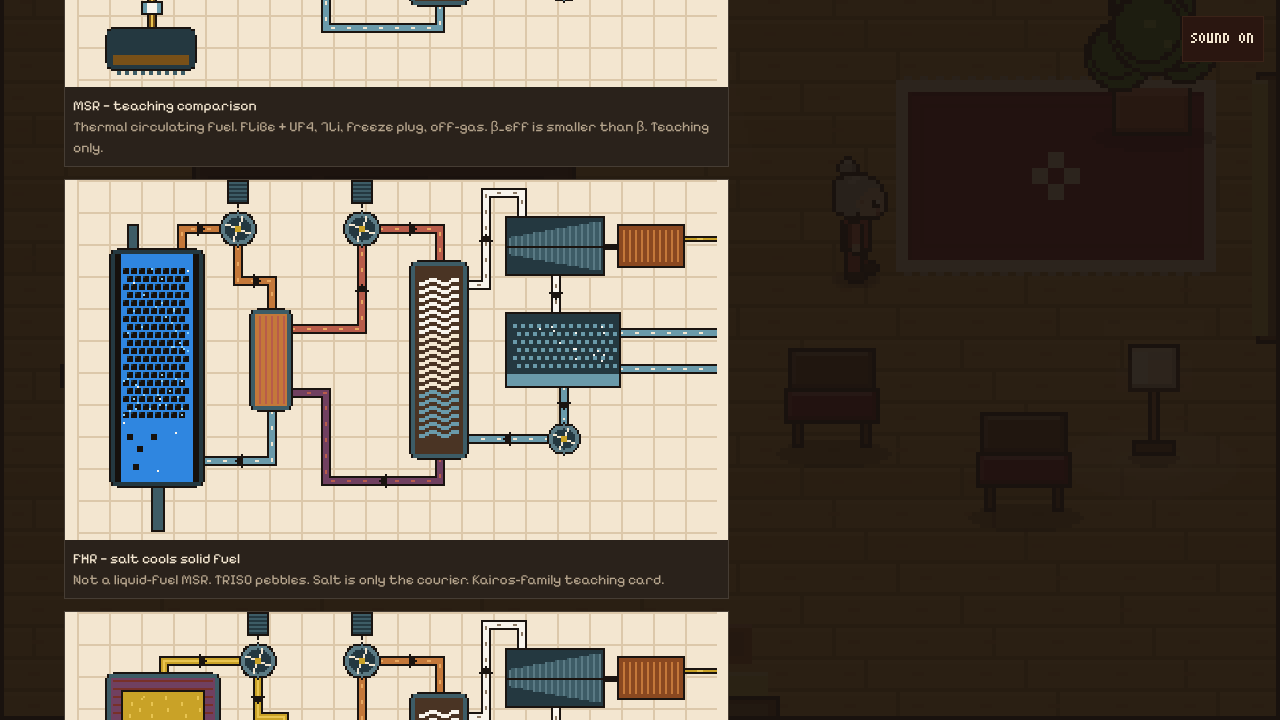 sound on
MSR - teaching comparison
Thermal circulating fuel. FLiBe + UF4, 7Li, freeze plug, off-gas. β_eff is smaller than β. Teaching
only.
FHR - salt cools solid fuel
Not a liquid-fuel MSR. TRISO pebbles. Salt is only the courier. Kairos-family teaching card.